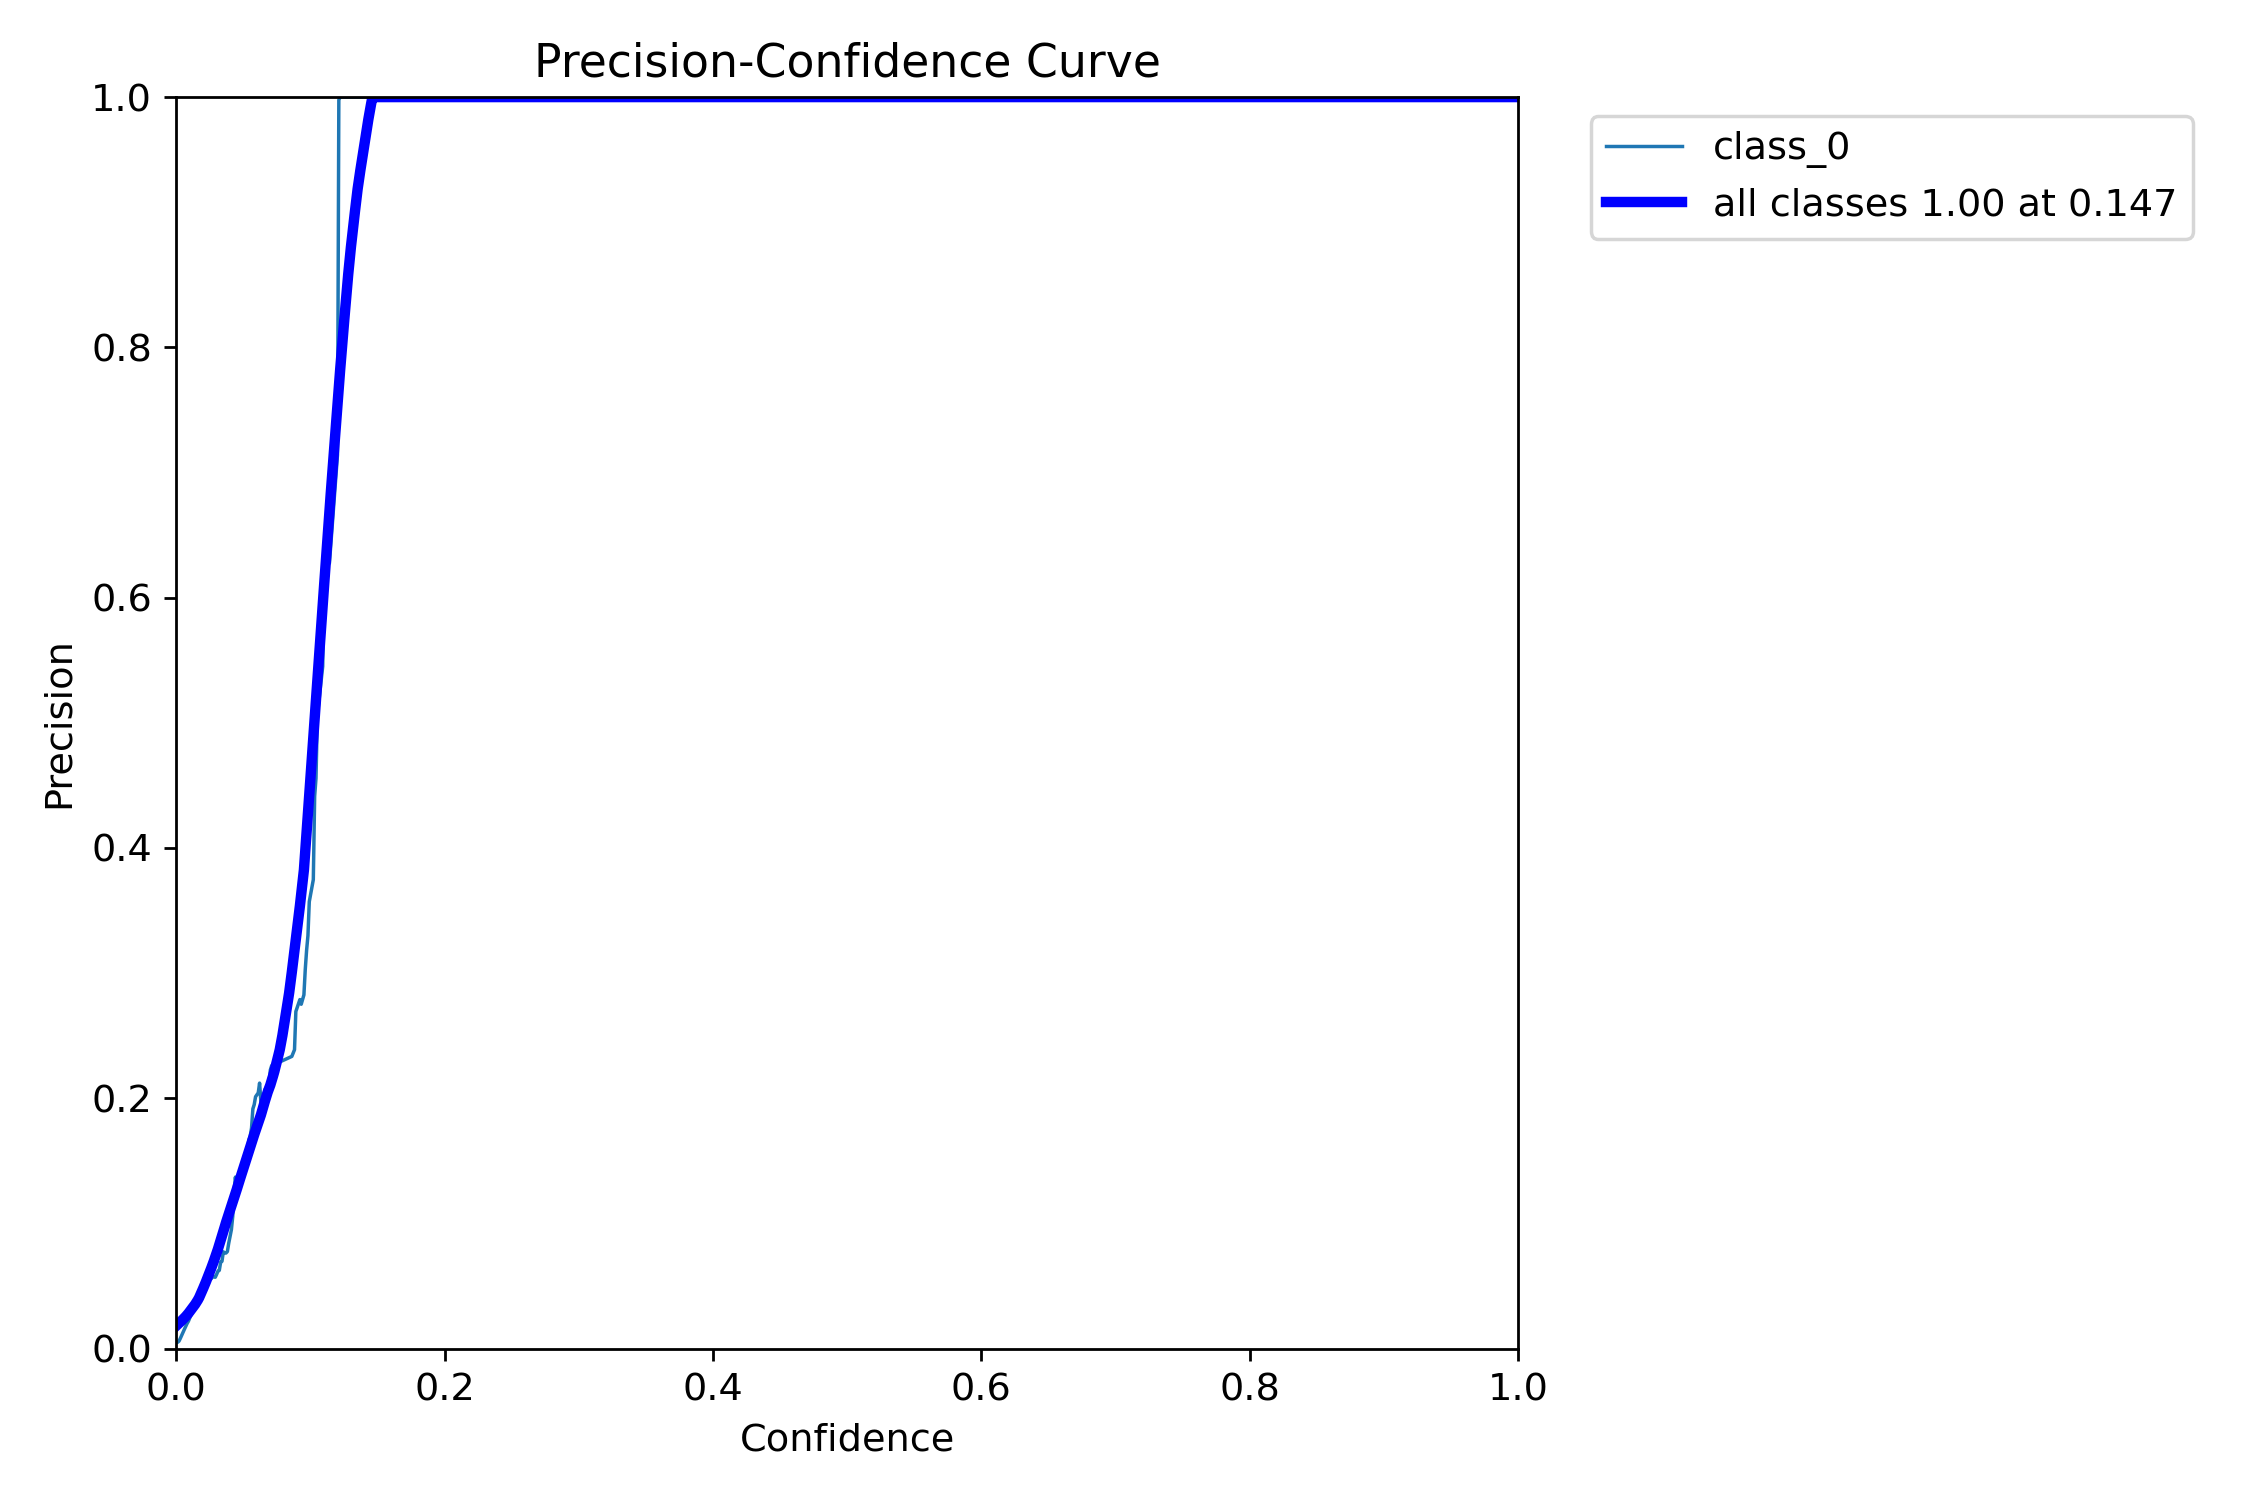 Precision-Confidence Curve
1.0
0.8
0.6
0.4
0.2
0.0
Precision
0.0 0.2 0.4 0.6 0.8 1.0
Confidence
class_0
all classes 1.00 at 0.147